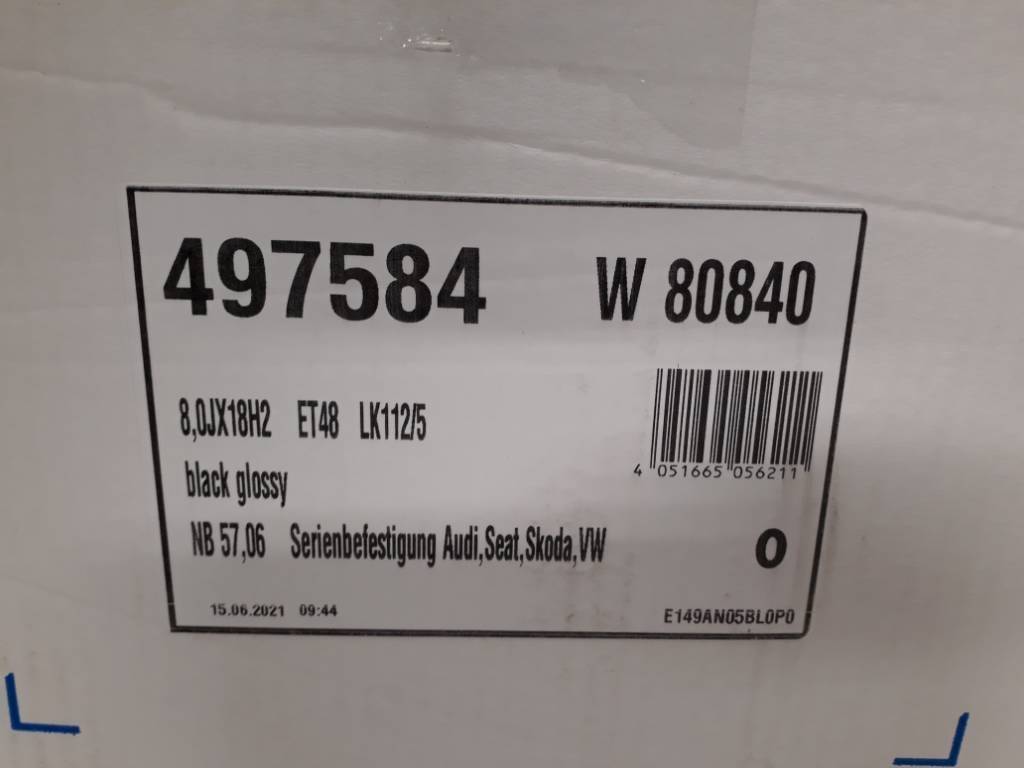 497584 W 80840
8,0JX18H2 ET48 LK112/5
black glossy
4 051665 056211
NB 57,06 Serienbefestigung Audi,Seat,Skoda,VW
0
15.06.2021 09:44 E149AN05BL0P0